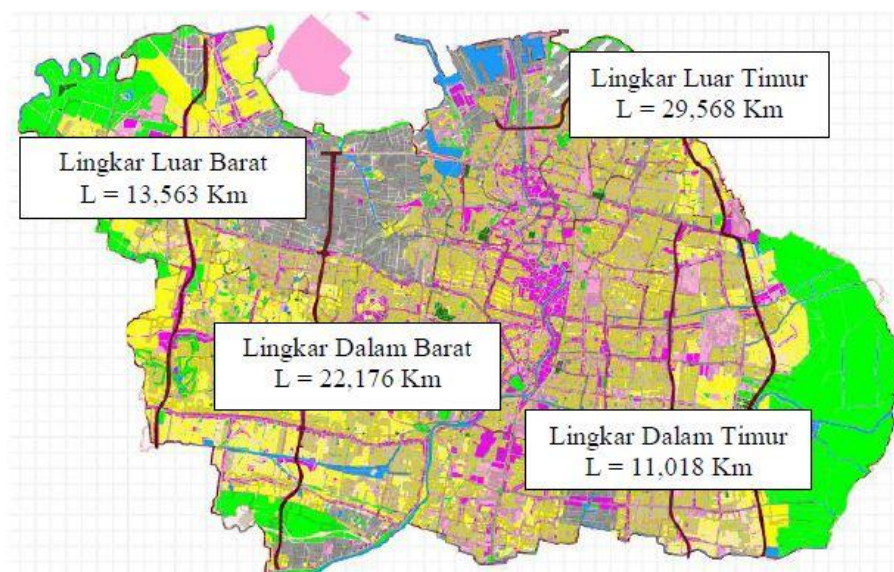 Lingkar Luar Timur
L = 29,568 Km
Lingkar Luar Barat
L = 13,563 Km
Lingkar Dalam Barat
L = 22,176 Km
Lingkar Dalam Timur
L = 11,018 Km